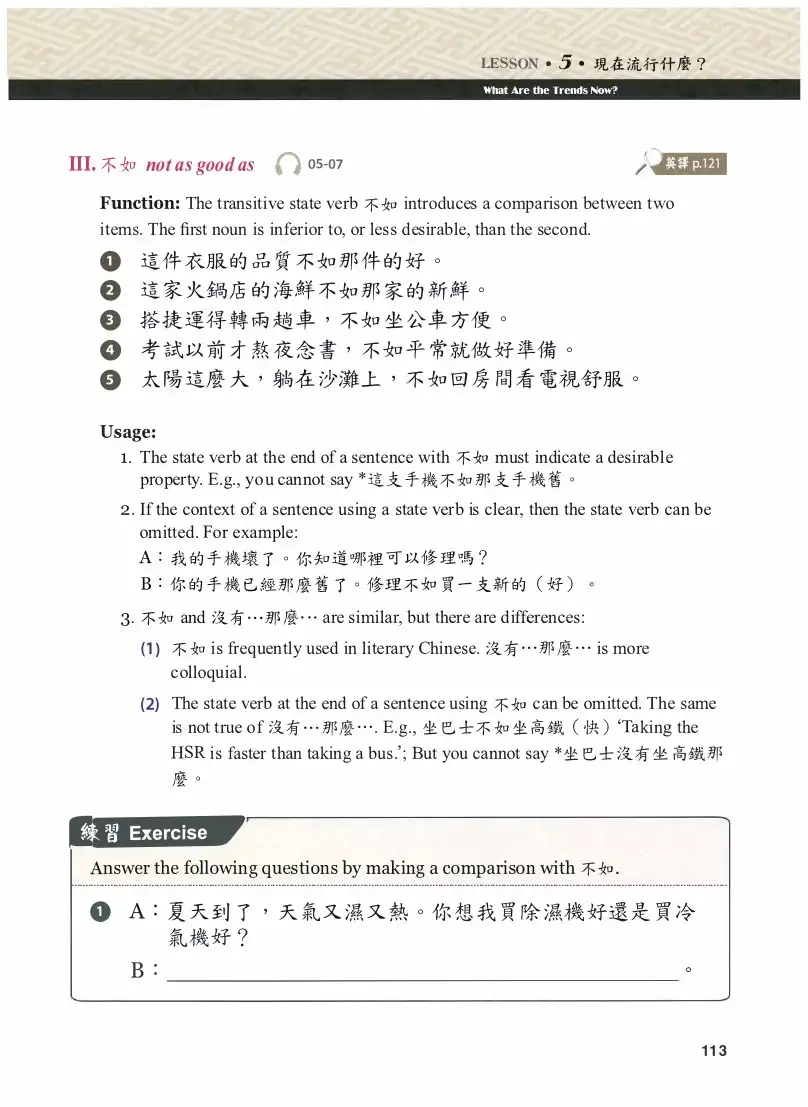 LESSON • 5 • 現在流行什麼？
What Are the Trends Now?
III. 不如 not as good as 05-07 英譯 p.121
Function: The transitive state verb 不如 introduces a comparison between two
items. The first noun is inferior to, or less desirable, than the second.
1 這件衣服的品質不如那件的好。
2 這家火鍋店的海鮮不如那家的新鮮。
3 搭捷運得轉兩趟車，不如坐公車方便。
4 考試以前才熬夜念書，不如平常就做好準備。
5 太陽這麼大，躺在沙灘上，不如回房間看電視舒服。
Usage:
1. The state verb at the end of a sentence with 不如 must indicate a desirable
property. E.g., you cannot say *這支手機不如那支手機舊。
2. If the context of a sentence using a state verb is clear, then the state verb can be
omitted. For example:
A：我的手機壞了。你知道哪裡可以修理嗎？
B：你的手機已經那麼舊了。修理不如買一支新的（好）。
3. 不如 and 沒有…那麼… are similar, but there are differences:
(1) 不如 is frequently used in literary Chinese. 沒有…那麼… is more
colloquial.
(2) The state verb at the end of a sentence using 不如 can be omitted. The same
is not true of 沒有…那麼…. E.g., 坐巴士不如坐高鐵（快）‘Taking the
HSR is faster than taking a bus.’; But you cannot say *坐巴士沒有坐高鐵那
麼。
練習 Exercise
Answer the following questions by making a comparison with 不如.
1 A：夏天到了，天氣又濕又熱。你想我買除濕機好還是買冷
氣機好？
B：。
113